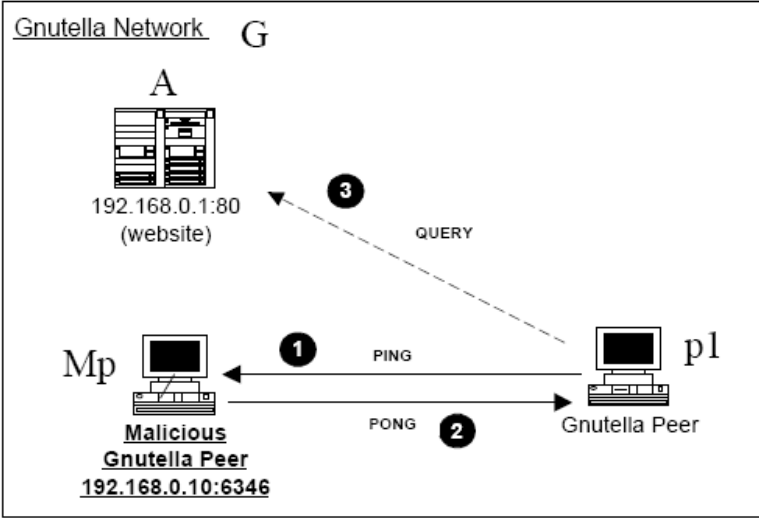 Gnutella Network G
A
192.168.0.1:80
(website)
3
QUERY
Mp
1
PING
p1
PONG
2
Malicious
Gnutella Peer
192.168.0.10:6346
Gnutella Peer